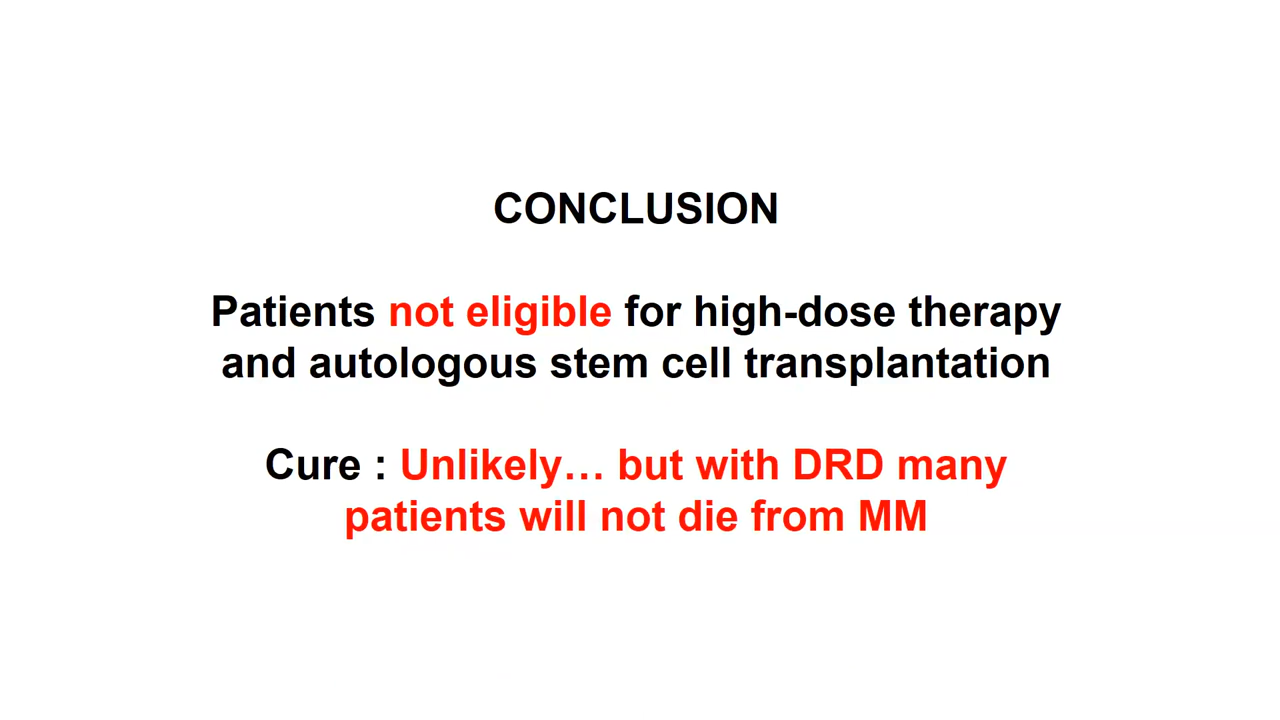 CONCLUSION
Patients not eligible for high-dose therapy
and autologous stem cell transplantation
Cure : Unlikely… but with DRD many
patients will not die from MM